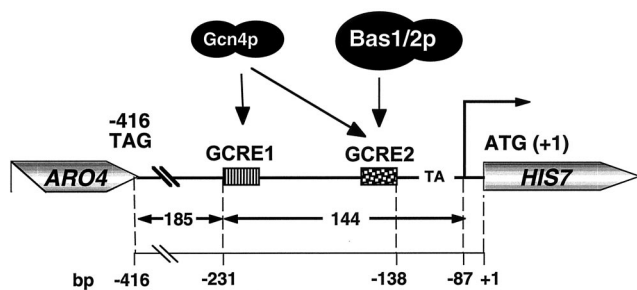 Gcn4p
Bas1/2p
-416
TAG
GCRE1
GCRE2
ATG (+1)
ARO4
TA
HIS7
185
144
bp
-416
-231
-138
-87
+1